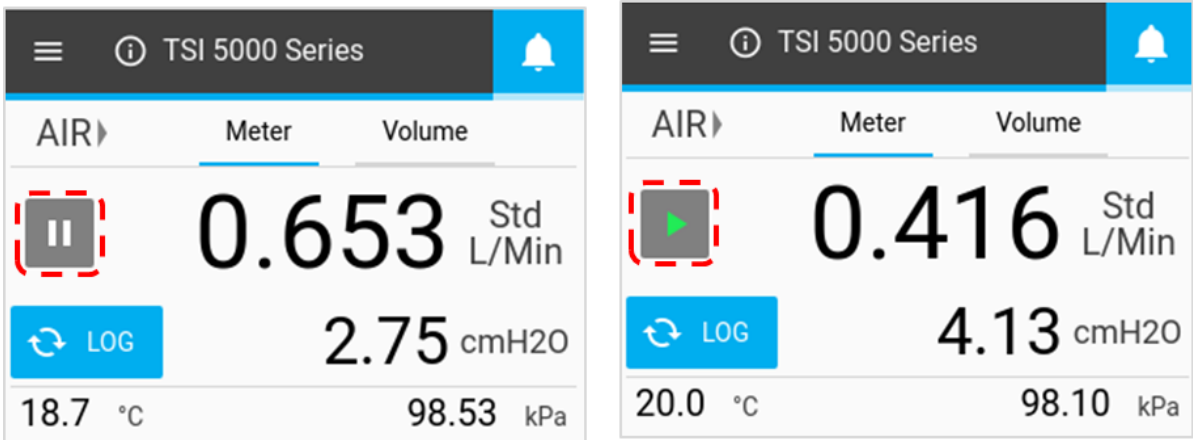 TSI 5000 Series
AIR Meter Volume
0.653 Std L/Min
LOG 2.75 cmH2O
18.7 °C 98.53 kPa
TSI 5000 Series
AIR Meter Volume
0.416 Std L/Min
LOG 4.13 cmH2O
20.0 °C 98.10 kPa